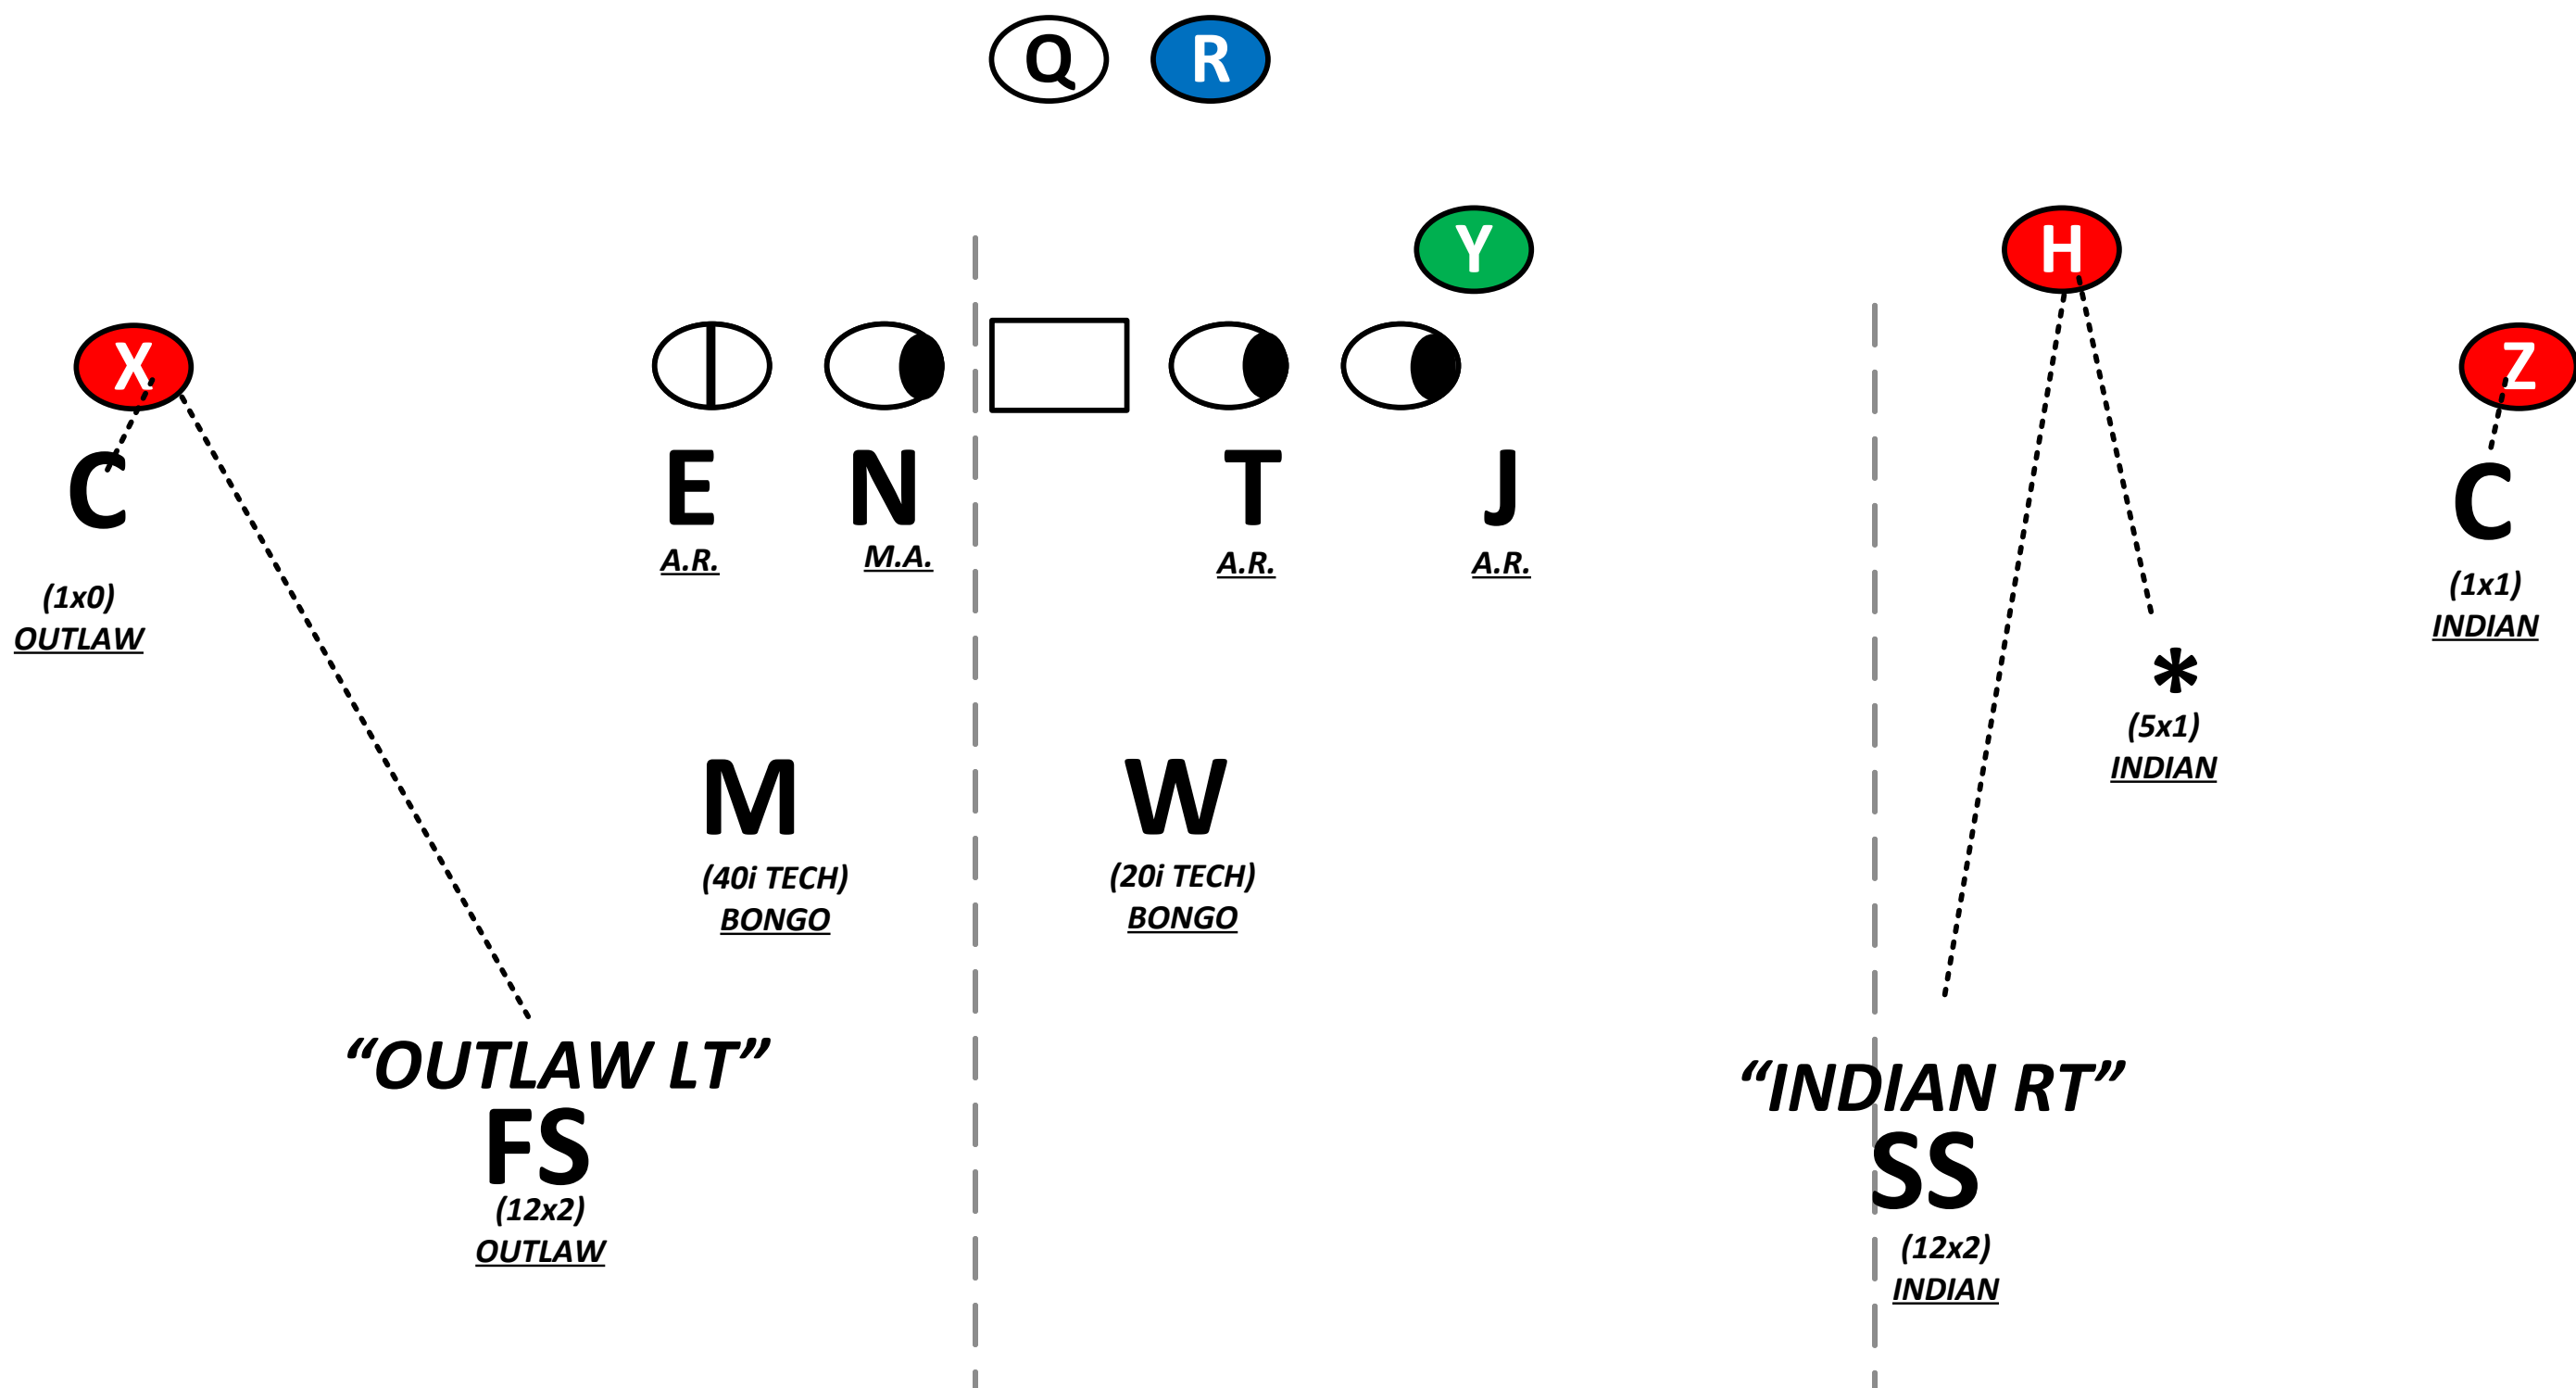 Q R
Y H
X Z
C E N T J C
A.R. M.A. A.R. A.R.
(1x0)
OUTLAW
(1x1)
INDIAN
*
(5x1)
INDIAN
M W
(40i TECH) (20i TECH)
BONGO BONGO
“OUTLAW LT”
FS
(12x2)
OUTLAW
“INDIAN RT”
SS
(12x2)
INDIAN